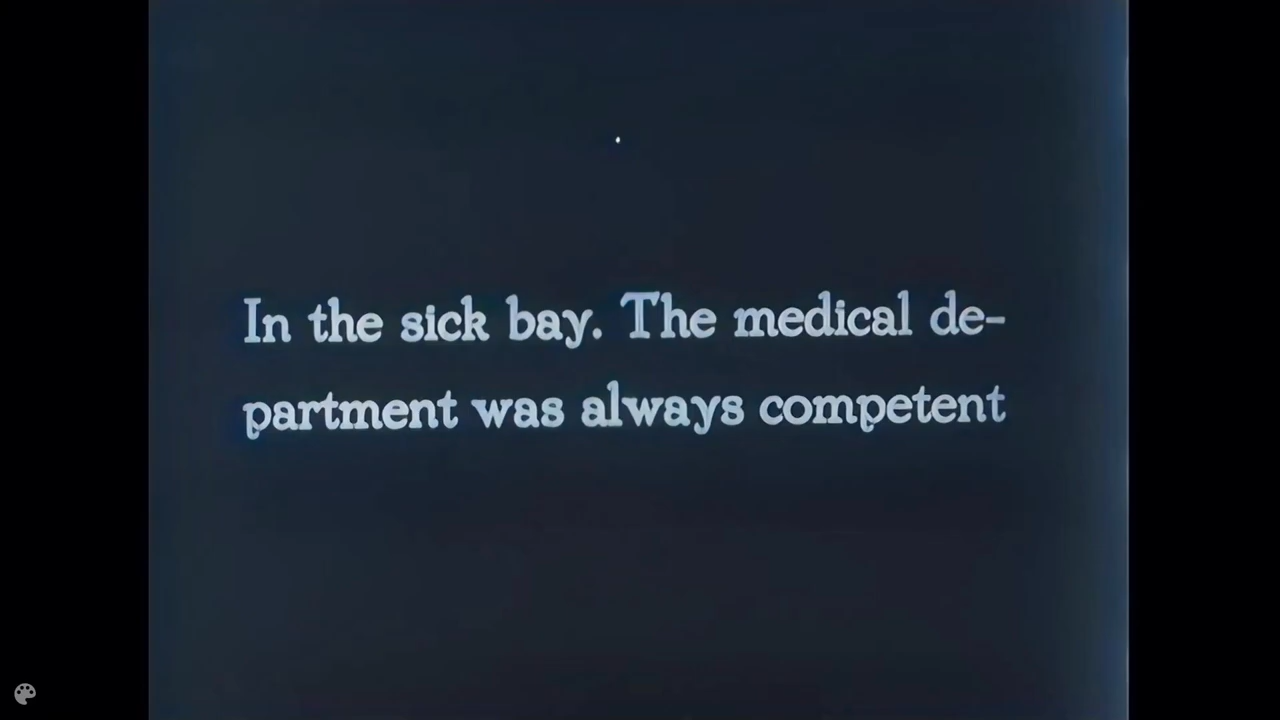 In the sick bay. The medical de-
partment was always competent